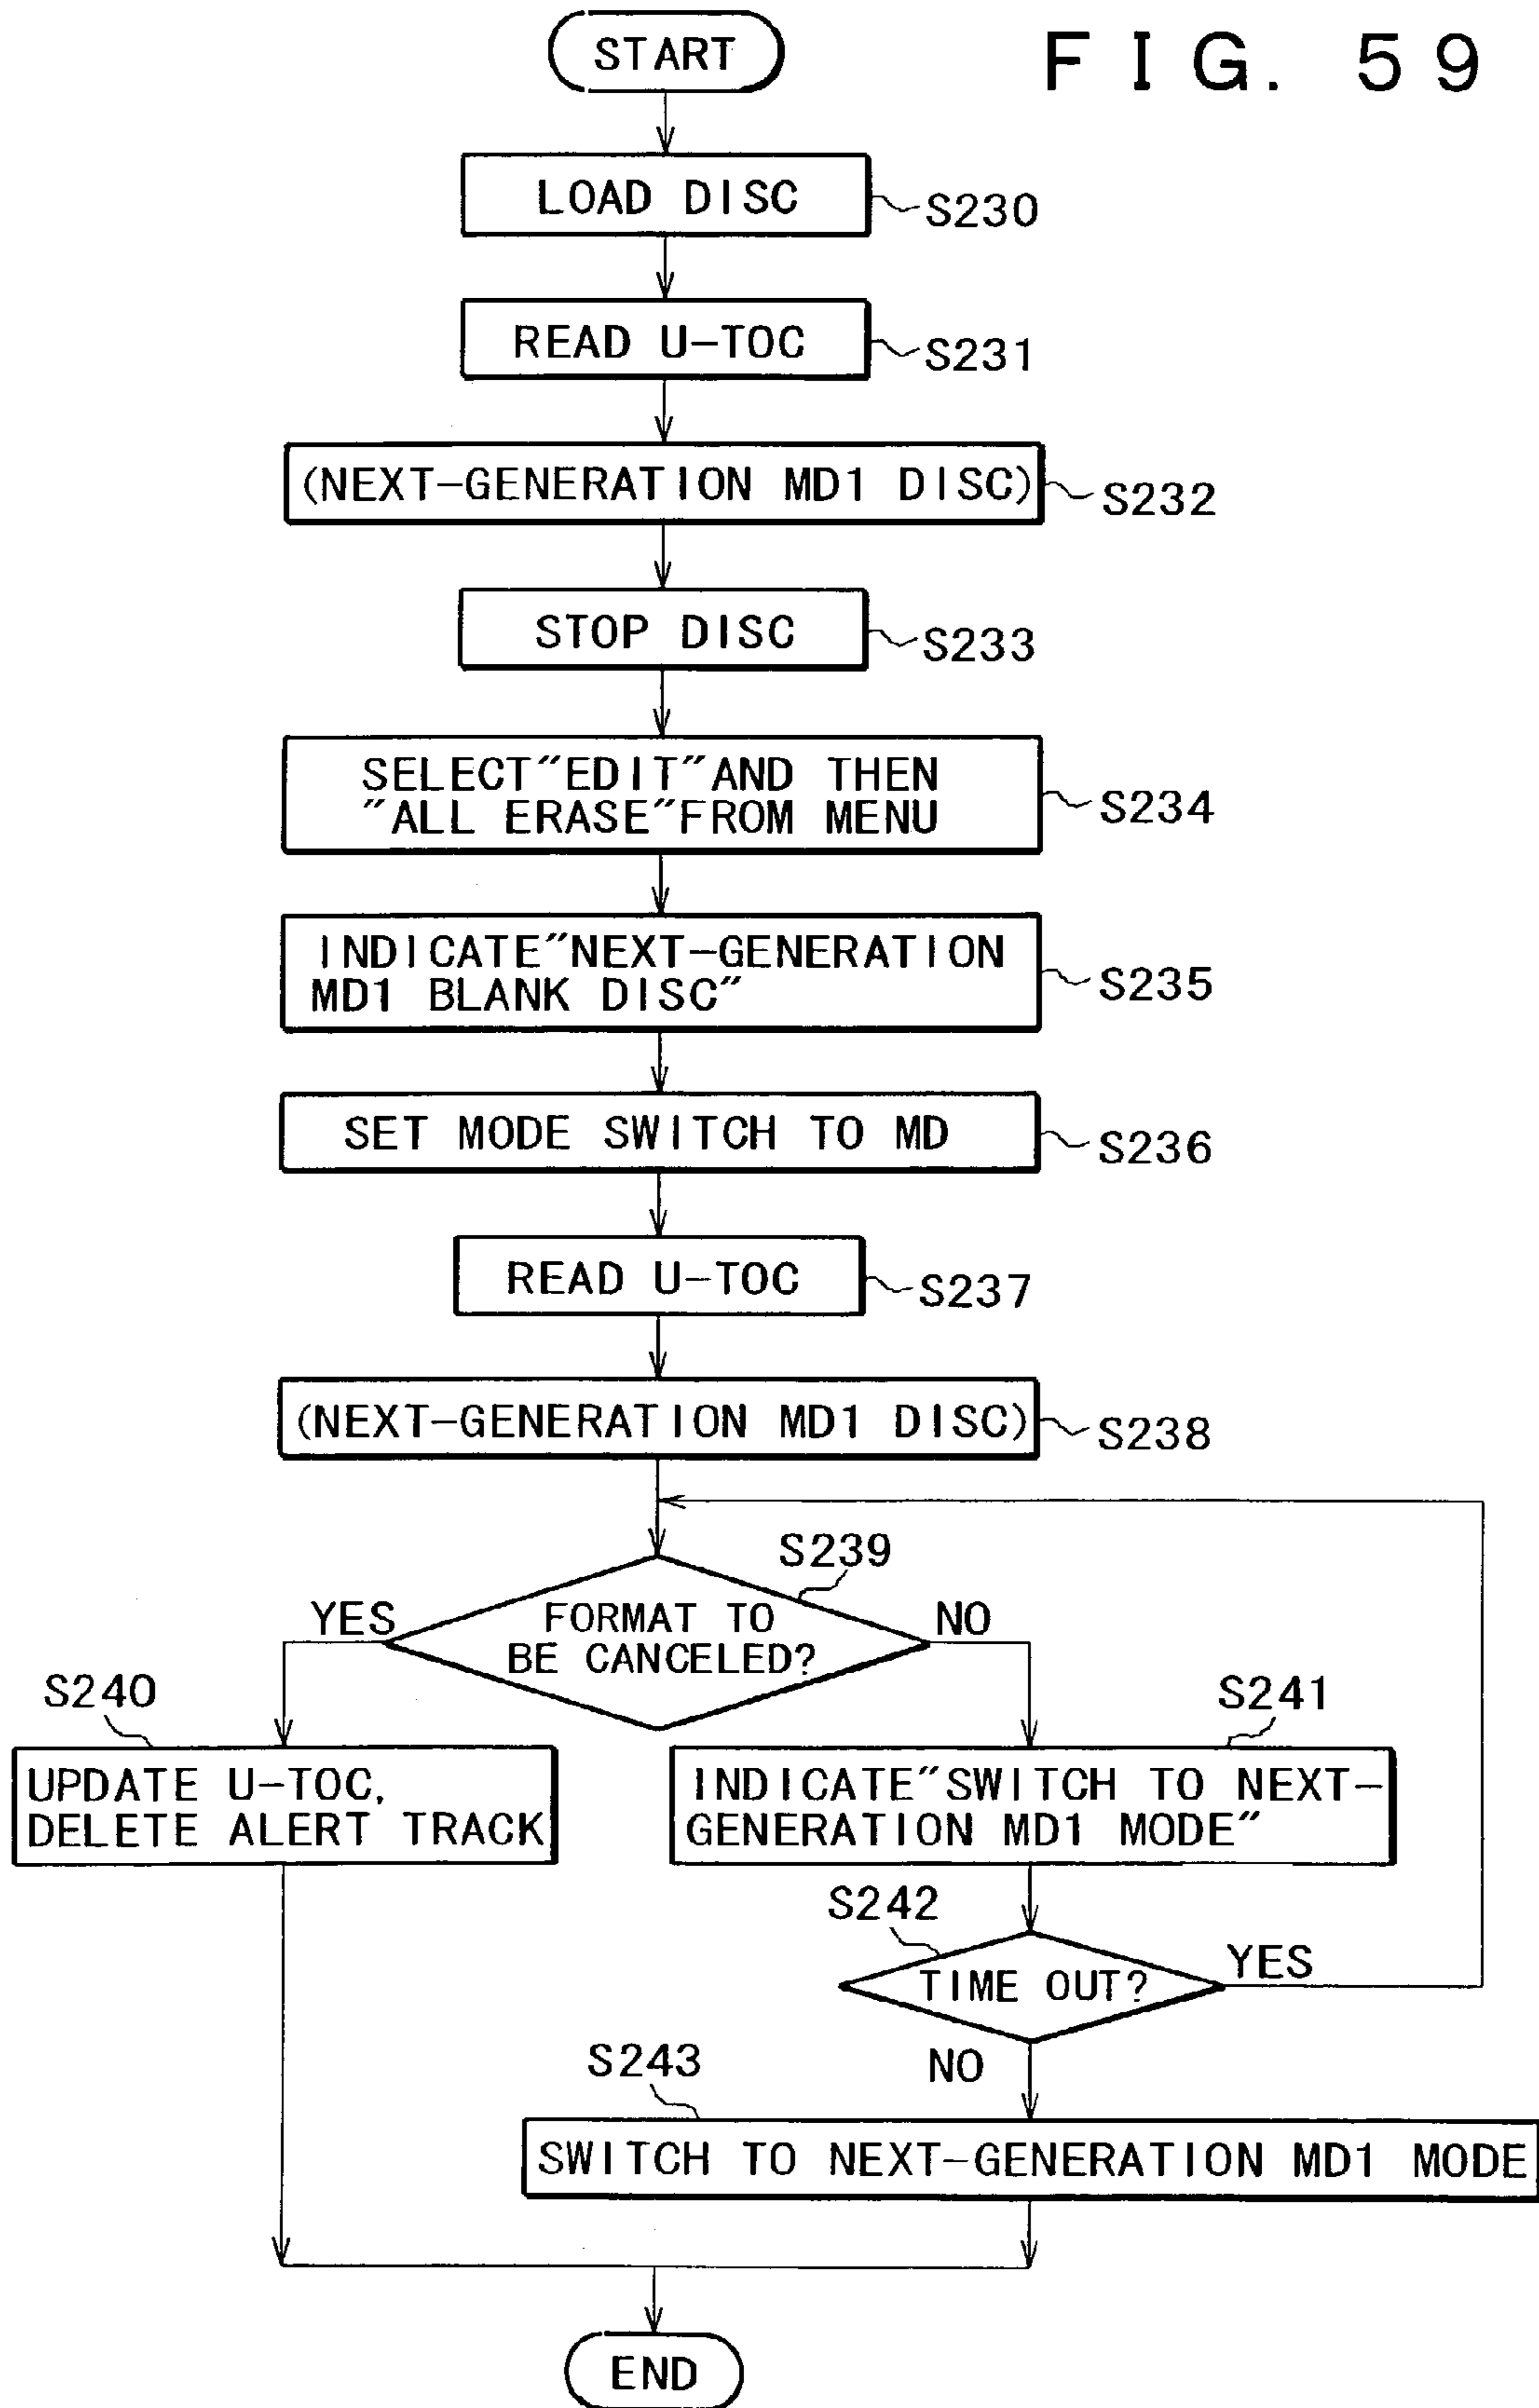 FIG. 59
START
LOAD DISC
S230
READ U-TOC
S231
(NEXT-GENERATION MD1 DISC)
S232
STOP DISC
S233
SELECT"EDIT"AND THEN
"ALL ERASE"FROM MENU
S234
INDICATE"NEXT-GENERATION
MD1 BLANK DISC"
S235
SET MODE SWITCH TO MD
S236
READ U-TOC
S237
(NEXT-GENERATION MD1 DISC)
S238
S239
YES
FORMAT TO
BE CANCELED?
NO
S240
UPDATE U-TOC,
DELETE ALERT TRACK
S241
INDICATE"SWITCH TO NEXT-
GENERATION MD1 MODE"
S242
TIME OUT?
YES
NO
S243
SWITCH TO NEXT-GENERATION MD1 MODE
END